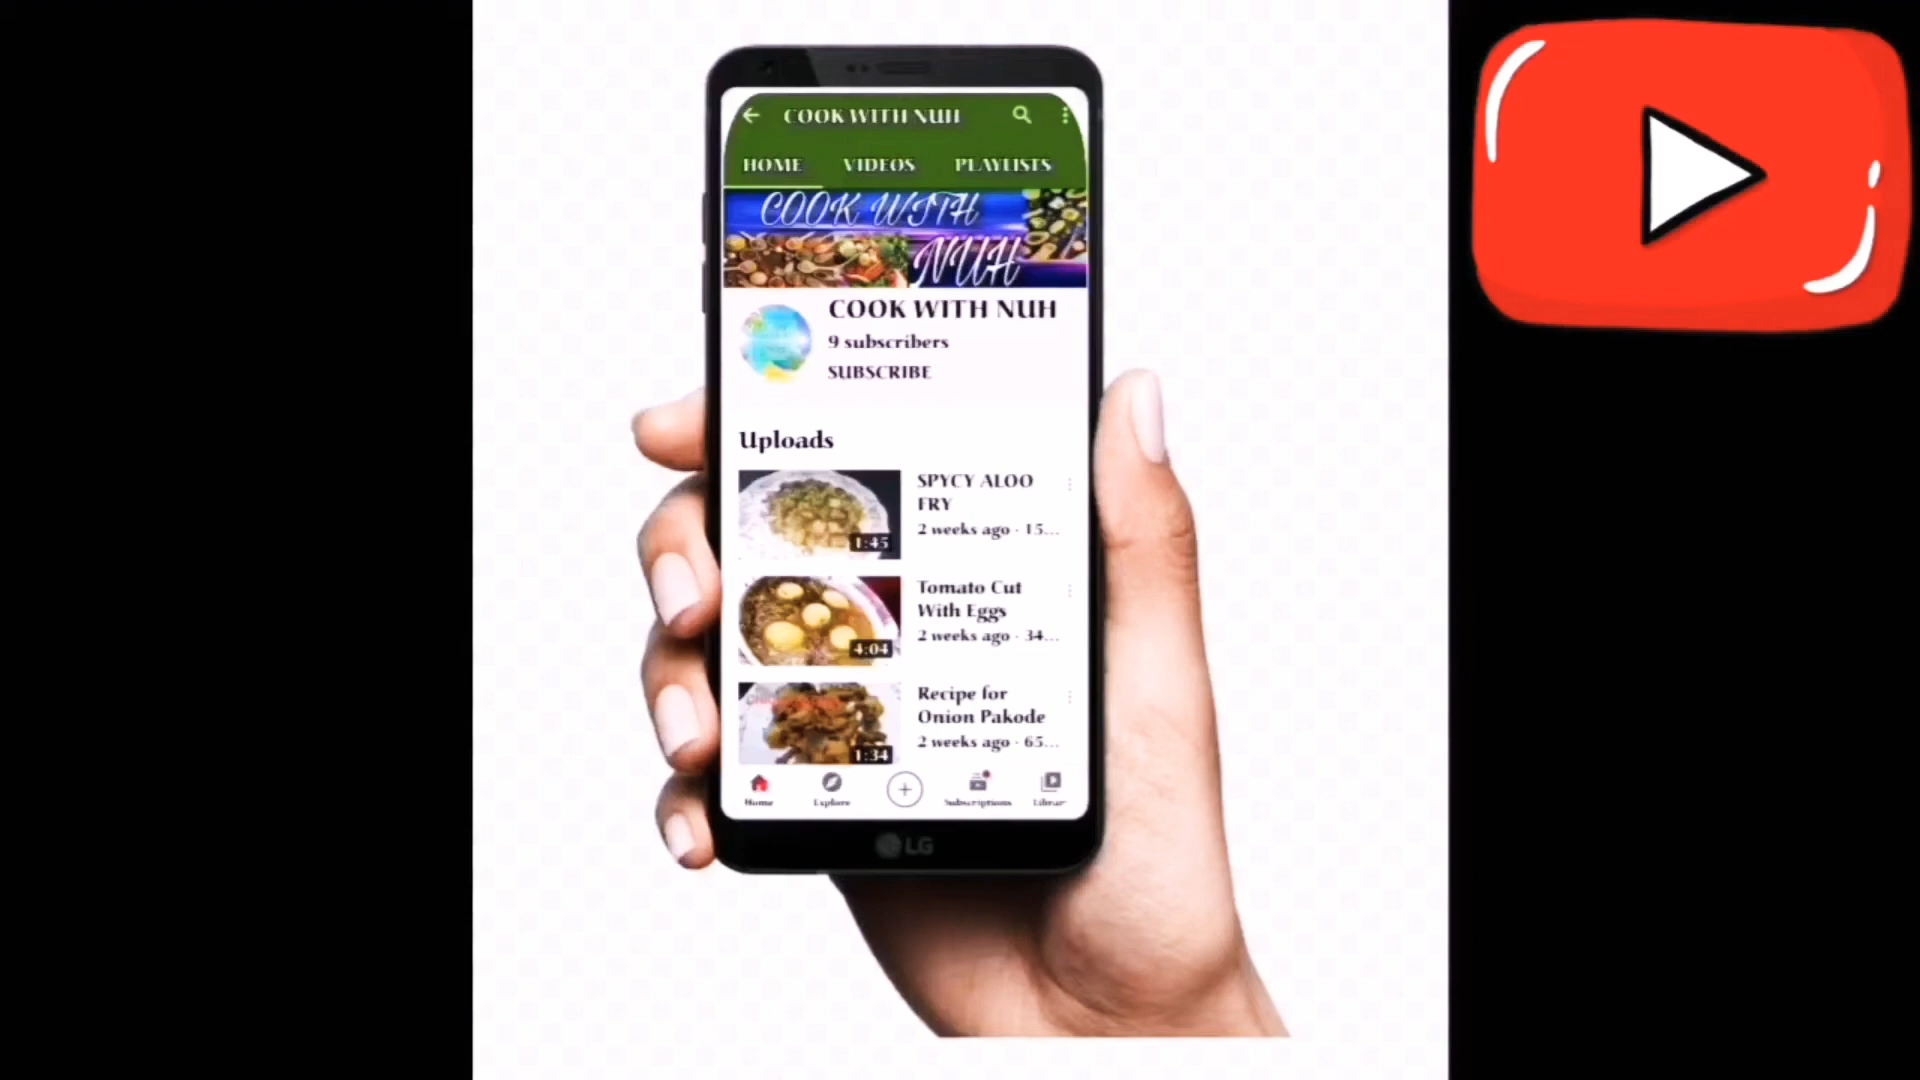 COOK WITH NUH
HOME VIDEOS PLAYLISTS
COOK WITH
NUH
COOK WITH NUH
9 subscribers
SUBSCRIBE
Uploads
SPYCY ALOO
FRY
2 weeks ago · 15...
1:45
Tomato Cut
With Eggs
2 weeks ago · 34...
4:04
Recipe for
Onion Pakode
2 weeks ago · 65...
1:34
Home Explore Subscriptions Library
LG